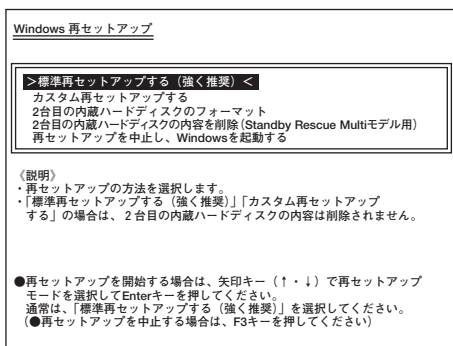 Windows 再セットアップ
>標準再セットアップする（強く推奨）<
カスタム再セットアップする
2台目の内蔵ハードディスクのフォーマット
2台目の内蔵ハードディスクの内容を削除（Standby Rescue Multiモデル用）
再セットアップを中止し、Windowsを起動する
《説明》
・再セットアップの方法を選択します。
・「標準再セットアップする（強く推奨）」「カスタム再セットアップ
する」の場合は、２台目の内蔵ハードディスクの内容は削除されません。
●再セットアップを開始する場合は、矢印キー（↑・↓）で再セットアップ
モードを選択してEnterキーを押してください。
通常は、「標準再セットアップする（強く推奨）」を選択してください。
（●再セットアップを中止する場合は、F3キーを押してください）